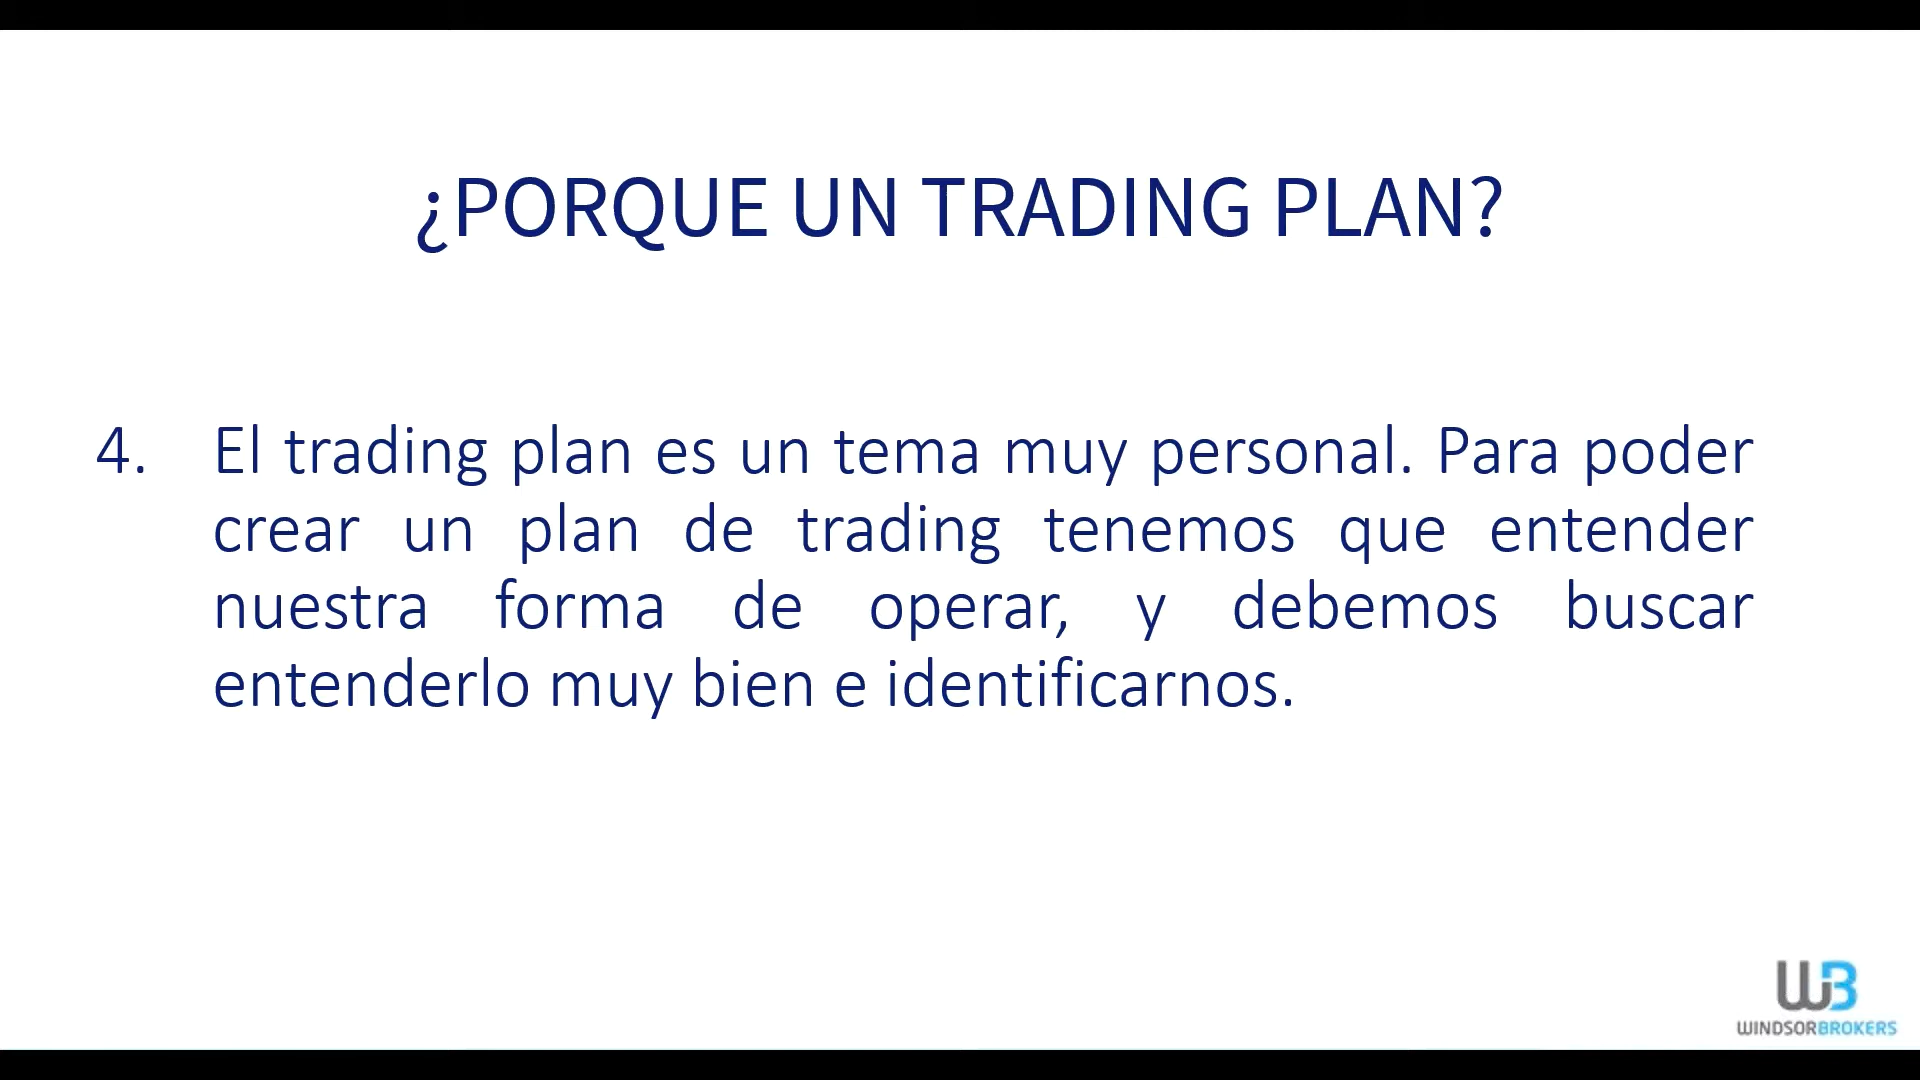 ¿PORQUE UN TRADING PLAN?
4. El trading plan es un tema muy personal. Para poder
crear un plan de trading tenemos que entender
nuestra forma de operar, y debemos buscar
entenderlo muy bien e identificarnos.
WB
WINDSORBROKERS